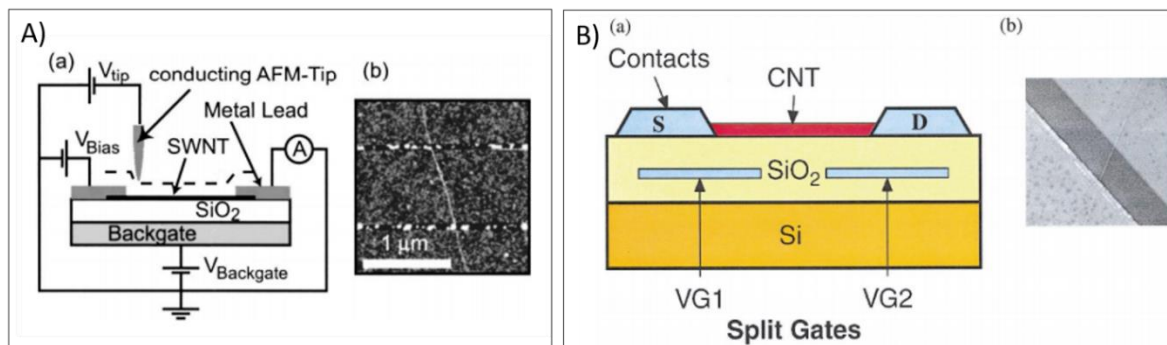 A)
(a)
V_tip
conducting AFM-Tip
(b)
Metal Lead
V_Bias
SWNT
A
SiO₂
Backgate
1 μm
V_Backgate
B)
(a)
(b)
Contacts
CNT
S
D
SiO₂
Si
VG1
VG2
Split Gates